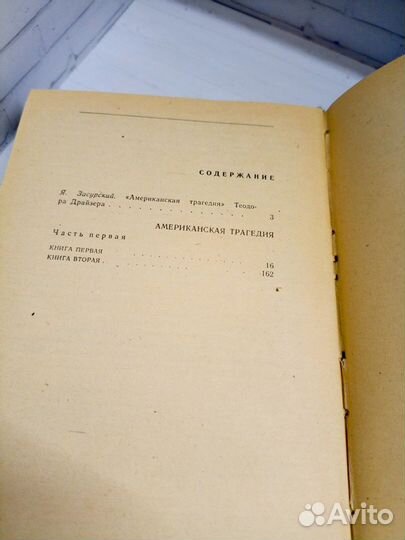 СОДЕРЖАНИЕ
Я. Засурский. «Американская трагедия» Теодо-
ра Драйзера . . . . . . . . . . . . 3
АМЕРИКАНСКАЯ ТРАГЕДИЯ
Часть первая
КНИГА ПЕРВАЯ . . . . . . . . . . . 16
КНИГА ВТОРАЯ . . . . . . . . . . . 162
Avito